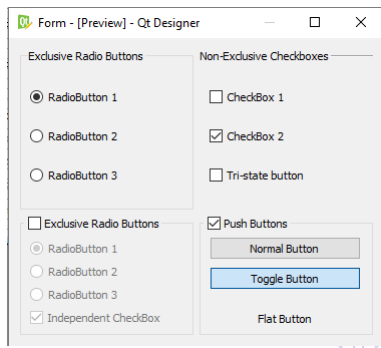 Form - [Preview] - Qt Designer
Exclusive Radio Buttons
RadioButton 1
RadioButton 2
RadioButton 3
Non-Exclusive Checkboxes
CheckBox 1
CheckBox 2
Tri-state button
Exclusive Radio Buttons
RadioButton 1
RadioButton 2
RadioButton 3
Independent CheckBox
Push Buttons
Normal Button
Toggle Button
Flat Button